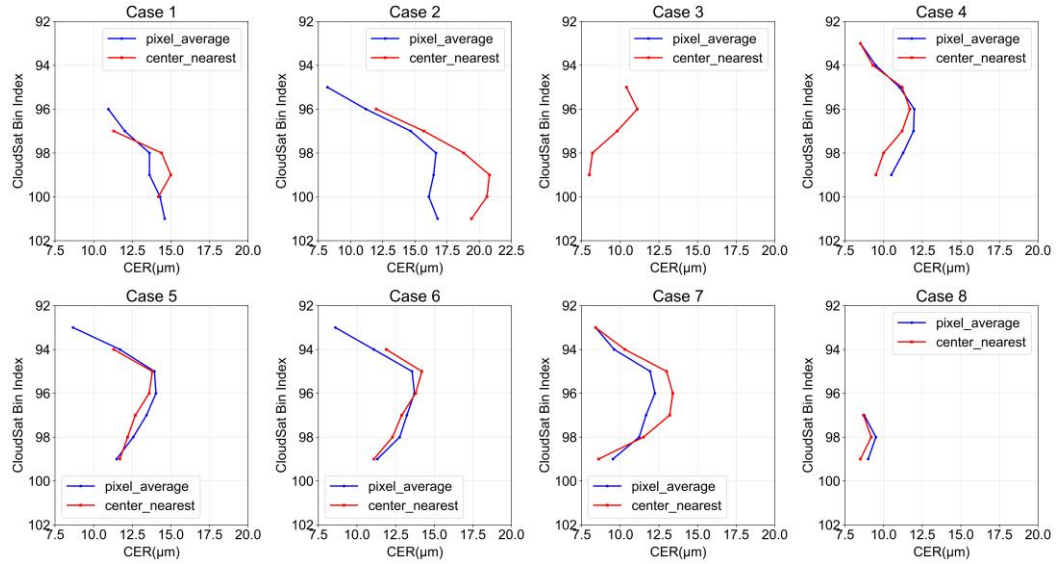 Case 1
92
94
96
98
100
102
CloudSat Bin Index
pixel_average
center_nearest
7.5 10.0 12.5 15.0 17.5 20.0
CER(μm)
Case 2
92
94
96
98
100
102
CloudSat Bin Index
pixel_average
center_nearest
7.5 10.0 12.5 15.0 17.5 20.0 22.5
CER(μm)
Case 3
92
94
96
98
100
102
CloudSat Bin Index
pixel_average
center_nearest
7.5 10.0 12.5 15.0 17.5 20.0
CER(μm)
Case 4
92
94
96
98
100
102
CloudSat Bin Index
pixel_average
center_nearest
7.5 10.0 12.5 15.0 17.5 20.0
CER(μm)
Case 5
92
94
96
98
100
102
CloudSat Bin Index
pixel_average
center_nearest
7.5 10.0 12.5 15.0 17.5 20.0
CER(μm)
Case 6
92
94
96
98
100
102
CloudSat Bin Index
pixel_average
center_nearest
7.5 10.0 12.5 15.0 17.5 20.0
CER(μm)
Case 7
92
94
96
98
100
102
CloudSat Bin Index
pixel_average
center_nearest
7.5 10.0 12.5 15.0 17.5 20.0
CER(μm)
Case 8
92
94
96
98
100
102
CloudSat Bin Index
pixel_average
center_nearest
7.5 10.0 12.5 15.0 17.5 20.0
CER(μm)